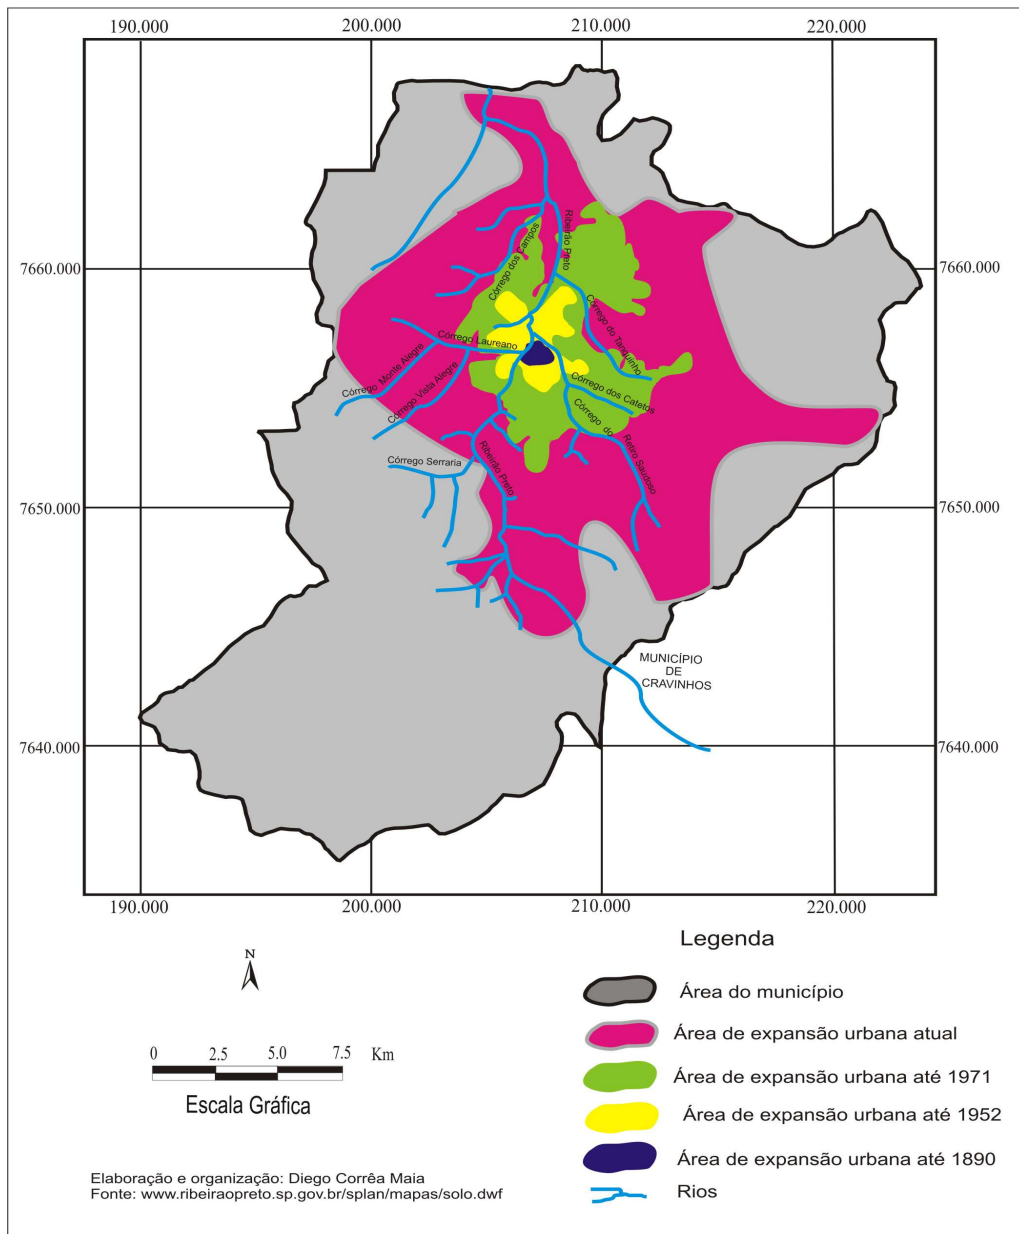 190.000
200.000
210.000
220.000
7660.000
7660.000
Ribeirão Preto
Córrego dos Campos
Córrego do Tanquinho
Córrego Laureano
Córrego Monte Alegre
Córrego Vista Alegre
Córrego dos Catetos
Córrego do
Retiro Saudoso
Córrego Serraria
Ribeirão Preto
7650.000
7650.000
MUNICÍPIO
DE
CRAVINHOS
7640.000
7640.000
190.000
200.000
210.000
220.000
Legenda
N
Área do município
Área de expansão urbana atual
0 2.5 5.0 7.5 Km
Escala Gráfica
Área de expansão urbana até 1971
Área de expansão urbana até 1952
Área de expansão urbana até 1890
Rios
Elaboração e organização: Diego Corrêa Maia
Fonte: www.ribeiraopreto.sp.gov.br/splan/mapas/solo.dwf